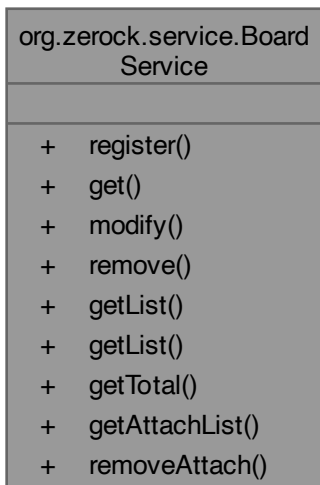 org.zerock.service.Board
Service
+ register()
+ get()
+ modify()
+ remove()
+ getList()
+ getList()
+ getTotal()
+ getAttachList()
+ removeAttach()